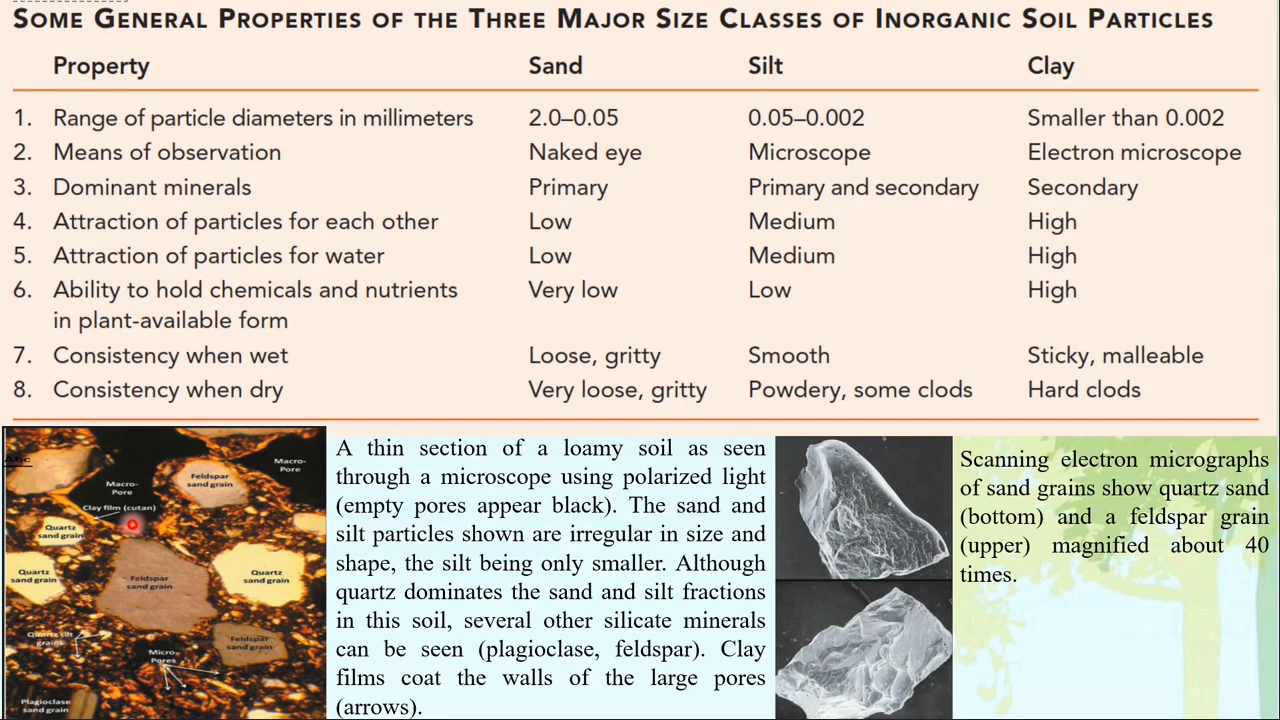 SOME GENERAL PROPERTIES OF THE THREE MAJOR SIZE CLASSES OF INORGANIC SOIL PARTICLES
Property Sand Silt Clay
1. Range of particle diameters in millimeters 2.0–0.05 0.05–0.002 Smaller than 0.002
2. Means of observation Naked eye Microscope Electron microscope
3. Dominant minerals Primary Primary and secondary Secondary
4. Attraction of particles for each other Low Medium High
5. Attraction of particles for water Low Medium High
6. Ability to hold chemicals and nutrients Very low Low High
in plant-available form
7. Consistency when wet Loose, gritty Smooth Sticky, malleable
8. Consistency when dry Very loose, gritty Powdery, some clods Hard clods
Abc
Macro-
Pore
Feldspar
sand grain
Macro-
Pore
Clay film (cutan)
Quartz
sand grain
Quartz
sand grain
Feldspar
sand grain
Quartz
sand grain
Quartz silt
grains
Feldspar
sand grain
Micro-
Pores
Plagioclase
sand grain
A thin section of a loamy soil as seen
through a microscope using polarized light
(empty pores appear black). The sand and
silt particles shown are irregular in size and
shape, the silt being only smaller. Although
quartz dominates the sand and silt fractions
in this soil, several other silicate minerals
can be seen (plagioclase, feldspar). Clay
films coat the walls of the large pores
(arrows).
Scanning electron micrographs
of sand grains show quartz sand
(bottom) and a feldspar grain
(upper) magnified about 40
times.